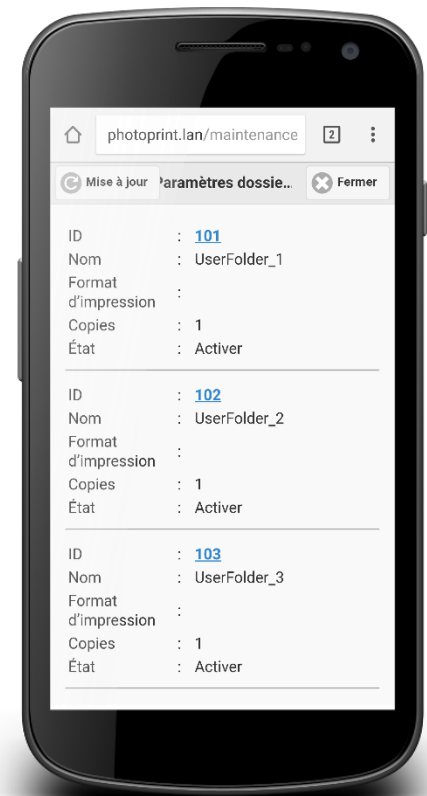 photoprint.lan/maintenance 2
Mise à jour Paramètres dossie... Fermer
ID : 101
Nom : UserFolder_1
Format
d'impression :
Copies : 1
État : Activer
ID : 102
Nom : UserFolder_2
Format
d'impression :
Copies : 1
État : Activer
ID : 103
Nom : UserFolder_3
Format
d'impression :
Copies : 1
État : Activer